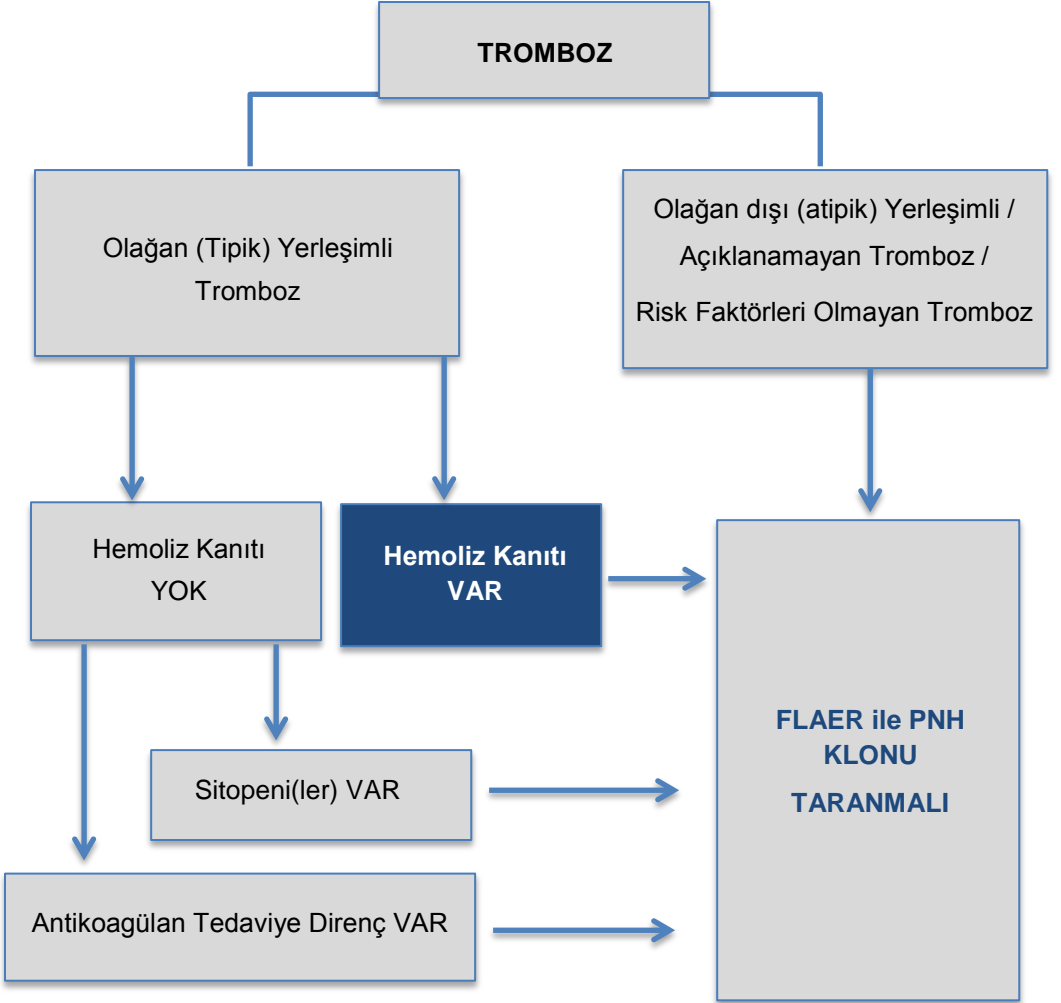 TROMBOZ
Olağan (Tipik) Yerleşimli
Tromboz
Olağan dışı (atipik) Yerleşimli /
Açıklanamayan Tromboz /
Risk Faktörleri Olmayan Tromboz
Hemoliz Kanıtı
YOK
Hemoliz Kanıtı
VAR
FLAER ile PNH
KLONU
TARANMALI
Sitopeni(ler) VAR
Antikoagülan Tedaviye Direnç VAR